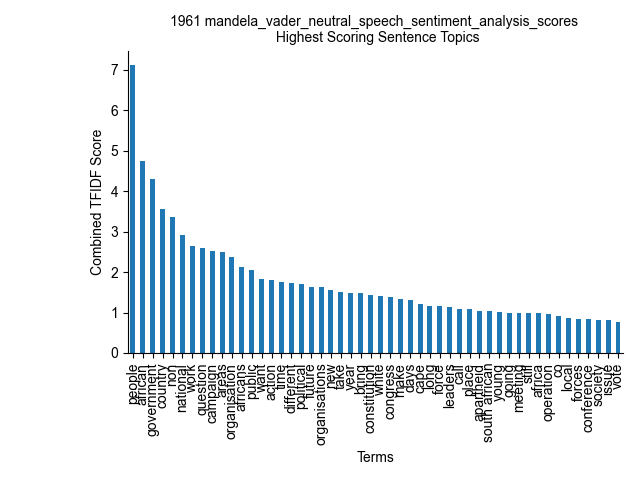 1961 mandela_vader_neutral_speech_sentiment_analysis_scores
Highest Scoring Sentence Topics
Combined TFIDF Score
7
6
5
4
3
2
1
0
people
african
government
country
non
national
work
question
campaign
areas
organisation
africans
public
want
action
time
different
political
future
organisations
new
take
year
bring
constitution
white
congress
make
days
cape
long
force
leaders
call
place
apartheid
south african
young
going
meeting
still
africa
operation
co
local
forces
conference
society
issue
vote
Terms